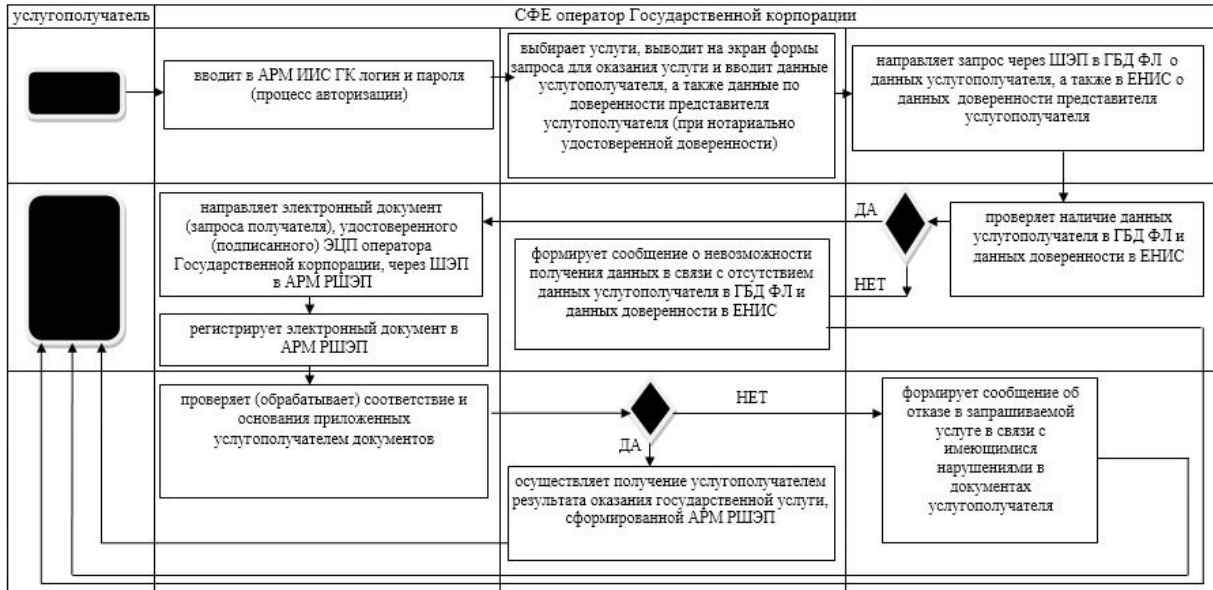 услугополучатель
СФЕ оператор Государственной корпорации
вводит в АРМ ИИС ГК логин и пароля
(процесс авторизации)
выбирает услуги, выводит на экран формы
запроса для оказания услуги и вводит данные
услугополучателя, а также данные по
доверенности представителя
услугополучателя (при нотариально
удостоверенной доверенности)
направляет запрос через ШЭП в ГБД ФЛ о
данных услугополучателя, а также в ЕНИС о
данных доверенности представителя
услугополучателя
направляет электронный документ
(запроса получателя), удостоверенного
(подписанного) ЭЦП оператора
Государственной корпорации, через ШЭП
в АРМ РШЭП
ДА
проверяет наличие данных
услугополучателя в ГБД ФЛ и
данных доверенности в ЕНИС
формирует сообщение о невозможности
получения данных в связи с отсутствием
данных услугополучателя в ГБД ФЛ и
данных доверенности в ЕНИС
НЕТ
регистрирует электронный документ в
АРМ РШЭП
проверяет (обрабатывает) соответствие и
основания приложенных
услугополучателем документов
НЕТ
ДА
формирует сообщение об
отказе в запрашиваемой
услуге в связи с
имеющимися
нарушениями в
документах
услугополучателя
осуществляет получение услугополучателем
результата оказания государственной услуги,
сформированной АРМ РШЭП